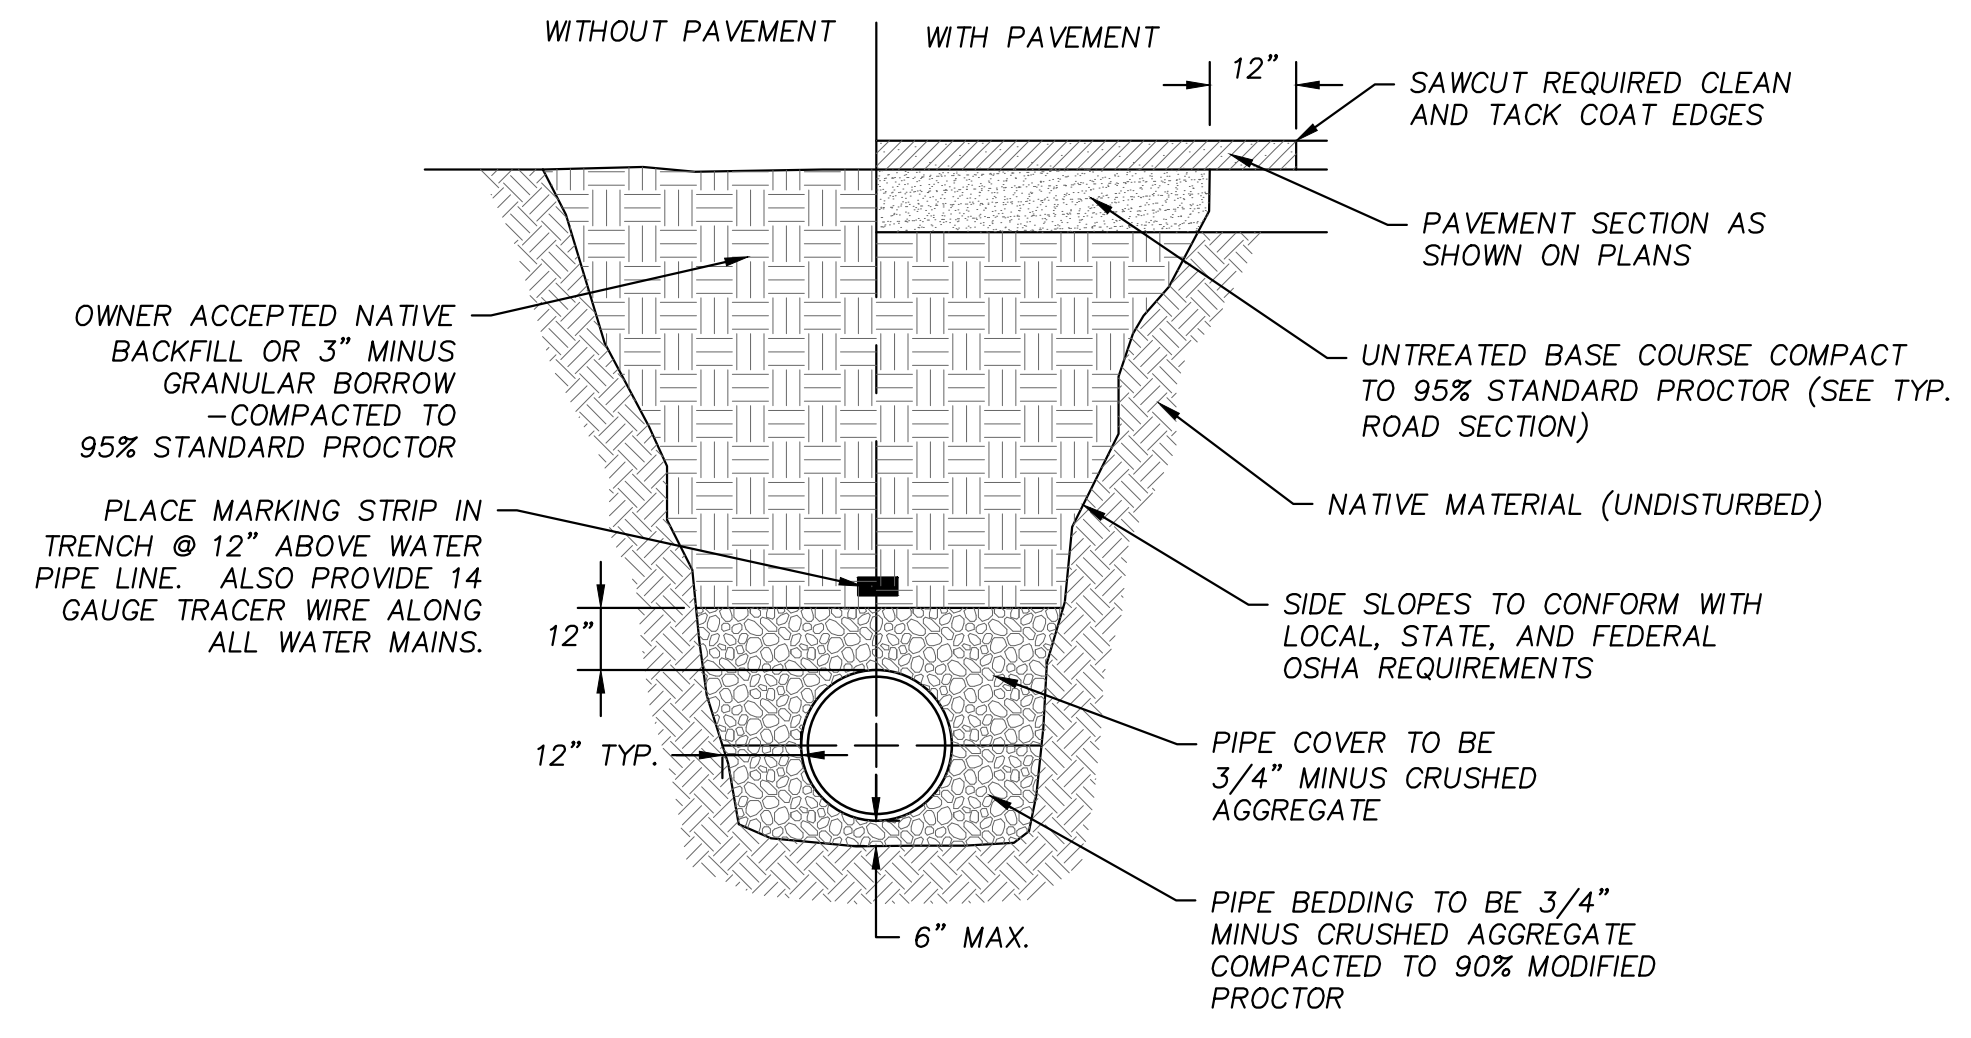 WITHOUT PAVEMENT
WITH PAVEMENT
12”
SAWCUT REQUIRED CLEAN
AND TACK COAT EDGES
PAVEMENT SECTION AS
SHOWN ON PLANS
OWNER ACCEPTED NATIVE
BACKFILL OR 3” MINUS
GRANULAR BORROW
–COMPACTED TO
95% STANDARD PROCTOR
UNTREATED BASE COURSE COMPACT
TO 95% STANDARD PROCTOR (SEE TYP.
ROAD SECTION)
NATIVE MATERIAL (UNDISTURBED)
PLACE MARKING STRIP IN
TRENCH @ 12” ABOVE WATER
PIPE LINE. ALSO PROVIDE 14
GAUGE TRACER WIRE ALONG
ALL WATER MAINS.
SIDE SLOPES TO CONFORM WITH
LOCAL, STATE, AND FEDERAL
OSHA REQUIREMENTS
12”
12” TYP.
PIPE COVER TO BE
3/4” MINUS CRUSHED
AGGREGATE
PIPE BEDDING TO BE 3/4”
MINUS CRUSHED AGGREGATE
COMPACTED TO 90% MODIFIED
PROCTOR
6” MAX.